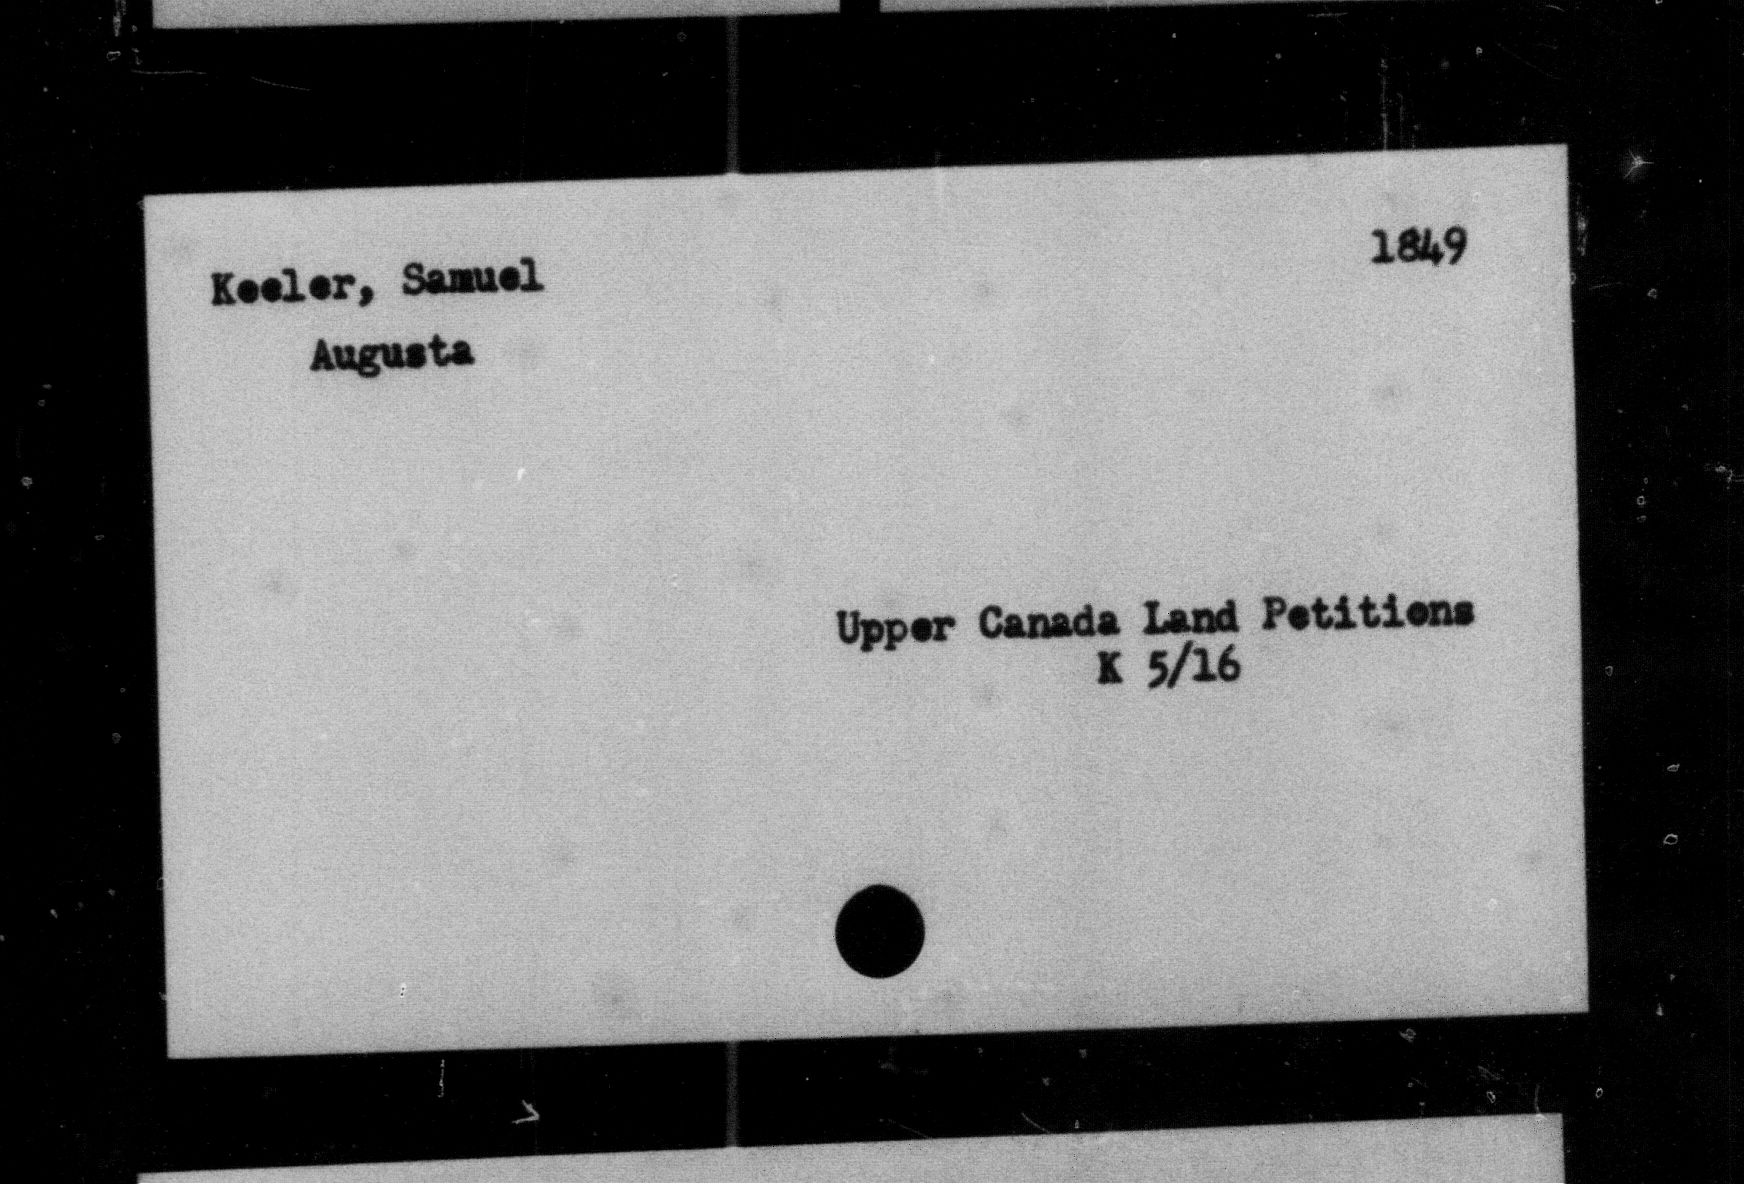 Keeler, Samuel
1849
Augusta
Upper Canada Land Petitions
K 5/16